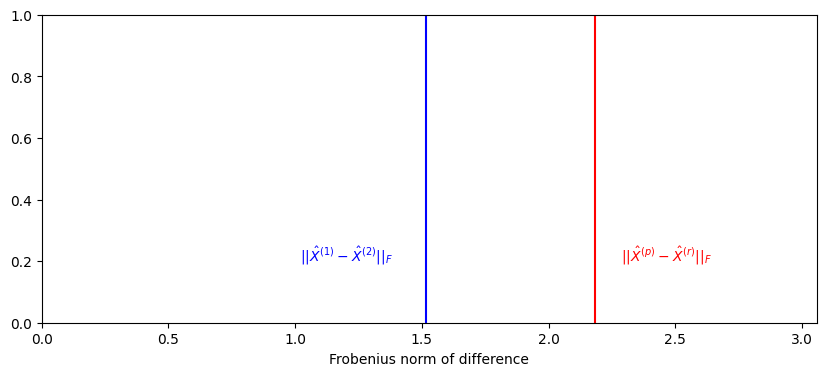 1.0
0.8
0.6
0.4
0.2
0.0
||X̂⁽¹⁾ − X̂⁽²⁾||_F
||X̂⁽ᵖ⁾ − X̂⁽ʳ⁾||_F
0.0 0.5 1.0 1.5 2.0 2.5 3.0
Frobenius norm of difference